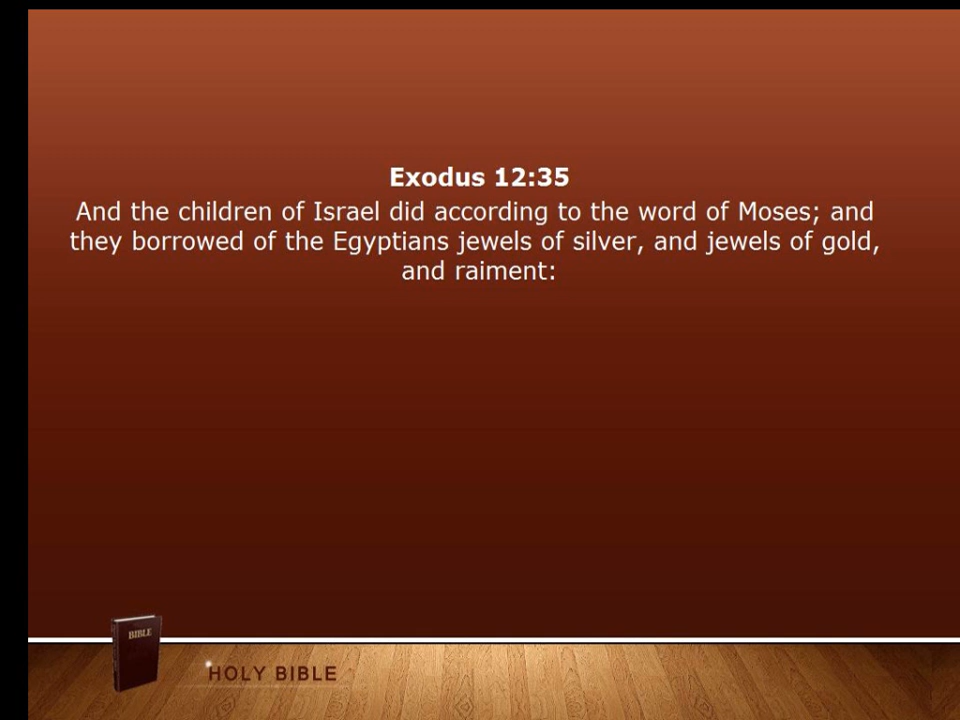 Exodus 12:35
And the children of Israel did according to the word of Moses; and
they borrowed of the Egyptians jewels of silver, and jewels of gold,
and raiment:
BIBLE
HOLY BIBLE